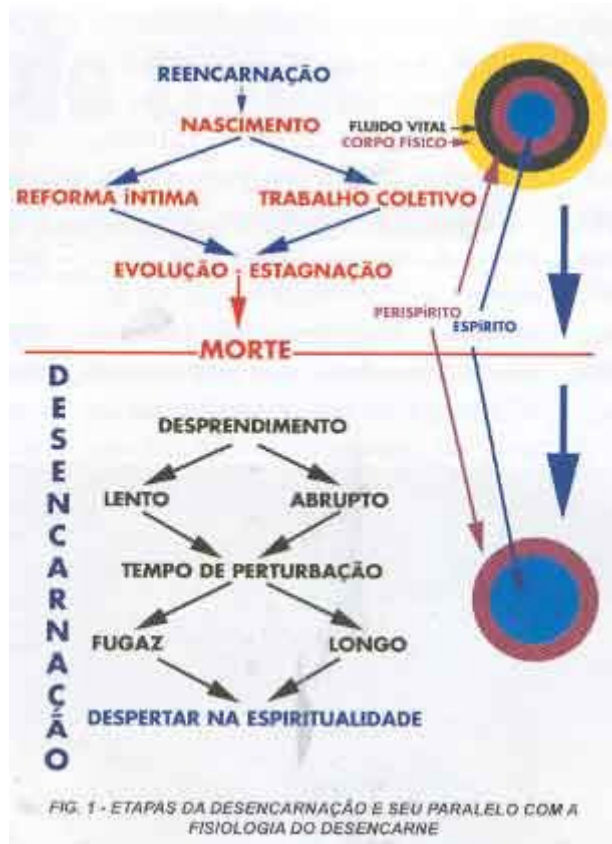 REENCARNAÇÃO
NASCIMENTO
FLUIDO VITAL
CORPO FÍSICO
REFORMA ÍNTIMA
TRABALHO COLETIVO
EVOLUÇÃO - ESTAGNAÇÃO
PERISPÍRITO
ESPÍRITO
MORTE
DESENCARNAÇÃO
DESPRENDIMENTO
LENTO
ABRUPTO
TEMPO DE PERTURBAÇÃO
FUGAZ
LONGO
DESPERTAR NA ESPIRITUALIDADE
FIG. 1 - ETAPAS DA DESENCARNAÇÃO E SEU PARALELO COM A
FISIOLOGIA DO DESENCARNE